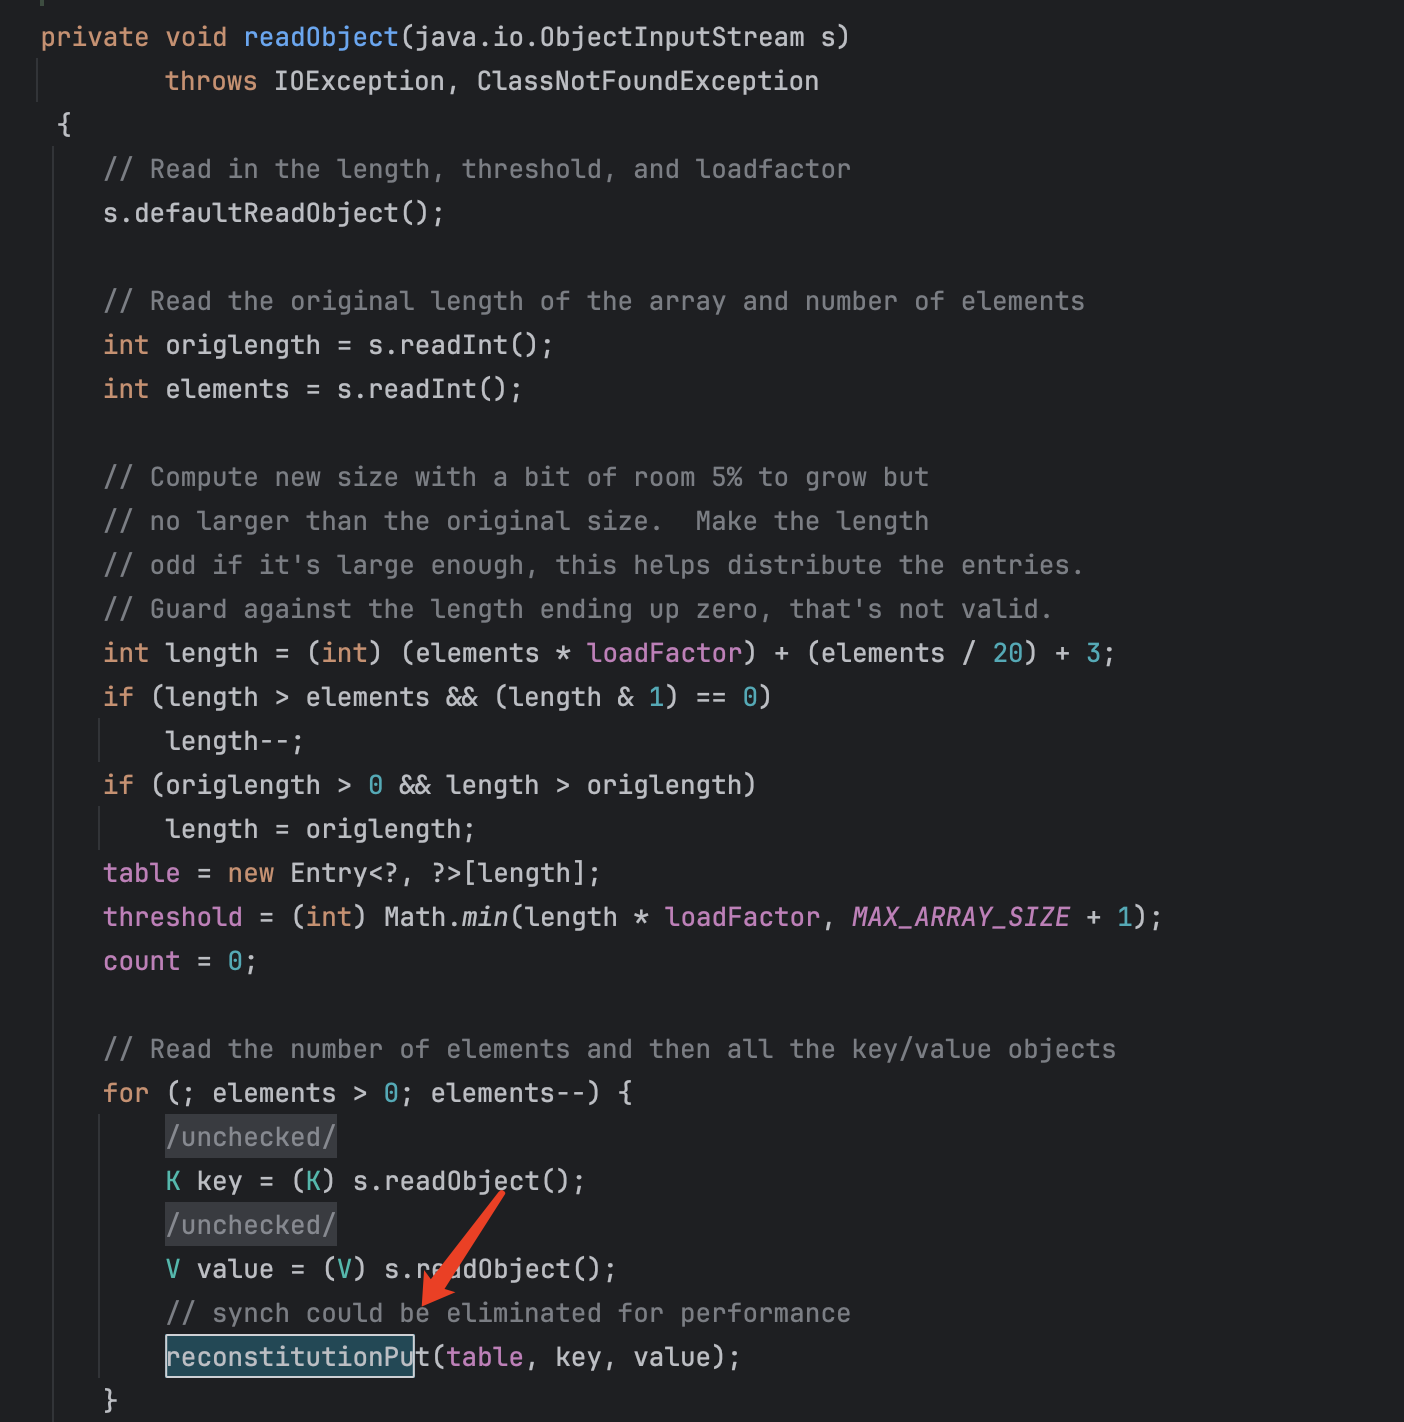 private void readObject(java.io.ObjectInputStream s)
        throws IOException, ClassNotFoundException
 {
    // Read in the length, threshold, and loadfactor
    s.defaultReadObject();

    // Read the original length of the array and number of elements
    int origlength = s.readInt();
    int elements = s.readInt();

    // Compute new size with a bit of room 5% to grow but
    // no larger than the original size.  Make the length
    // odd if it's large enough, this helps distribute the entries.
    // Guard against the length ending up zero, that's not valid.
    int length = (int) (elements * loadFactor) + (elements / 20) + 3;
    if (length > elements && (length & 1) == 0)
        length--;
    if (origlength > 0 && length > origlength)
        length = origlength;
    table = new Entry<?, ?>[length];
    threshold = (int) Math.min(length * loadFactor, MAX_ARRAY_SIZE + 1);
    count = 0;

    // Read the number of elements and then all the key/value objects
    for (; elements > 0; elements--) {
        /unchecked/
        K key = (K) s.readObject();
        /unchecked/
        V value = (V) s.readObject();
        // synch could be eliminated for performance
        reconstitutionPut(table, key, value);
    }